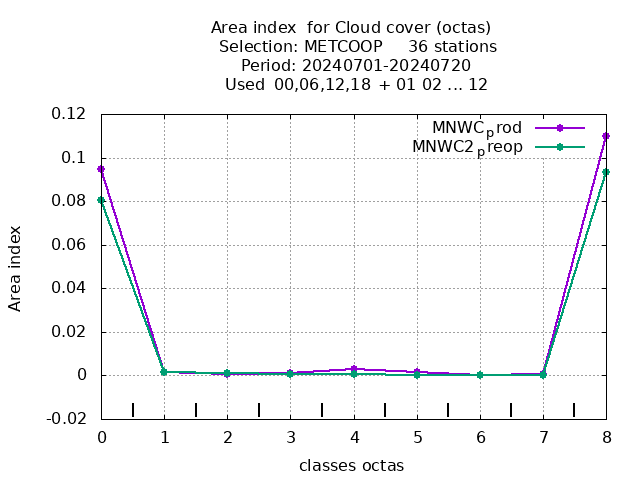 Area index  for Cloud cover (octas)
Selection: METCOOP     36 stations
Period: 20240701-20240720
Used  00,06,12,18 + 01 02 ... 12
0.12
MNWCprod
MNWC2preop
0.1
0.08
0.06
0.04
0.02
0
-0.02
Area index
0 1 2 3 4 5 6 7 8
classes octas